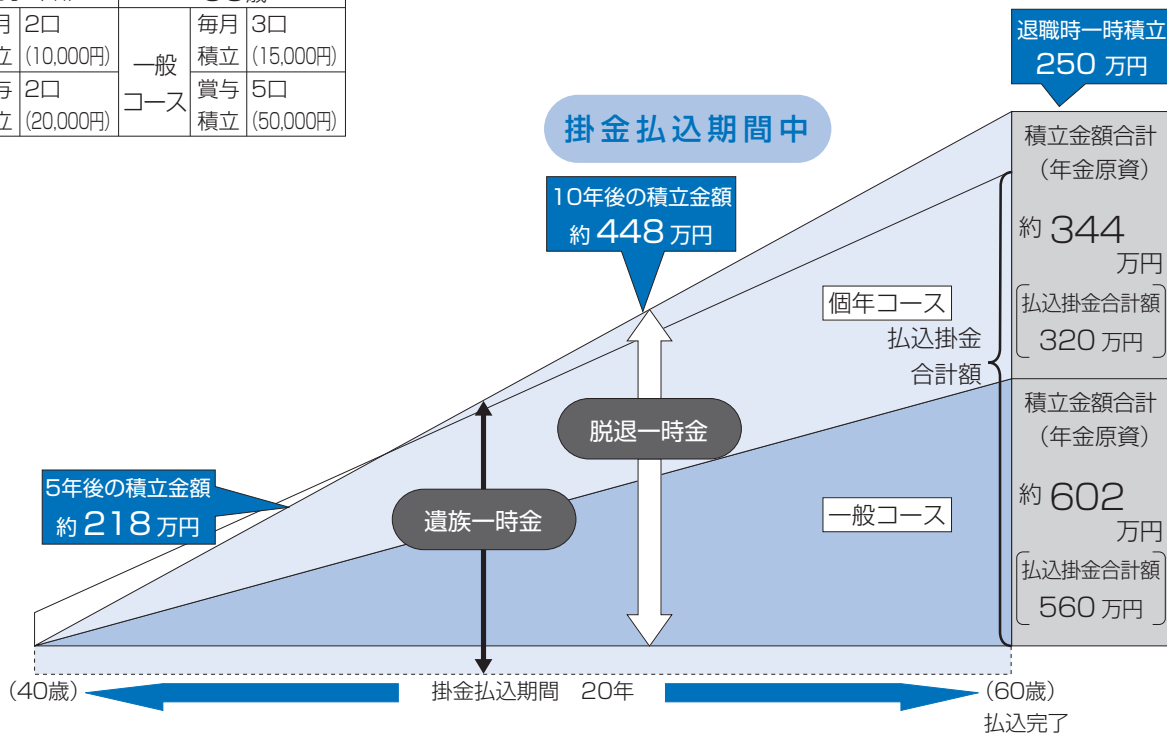 月 2口 毎月 3口
立 (10,000円) 一般 積立 (15,000円)
与 2口 コース 賞与 5口
立 (20,000円) 積立 (50,000円)
退職時一時積立
250 万円
掛金払込期間中
10年後の積立金額
約 448 万円
積立金額合計
(年金原資)
約 344
万円
払込掛金合計額
320 万円
個年コース
払込掛金
合計額
脱退一時金
積立金額合計
(年金原資)
約 602
万円
払込掛金合計額
560 万円
5年後の積立金額
約 218 万円
遺族一時金
一般コース
(40歳) 掛金払込期間 20年 (60歳)
払込完了